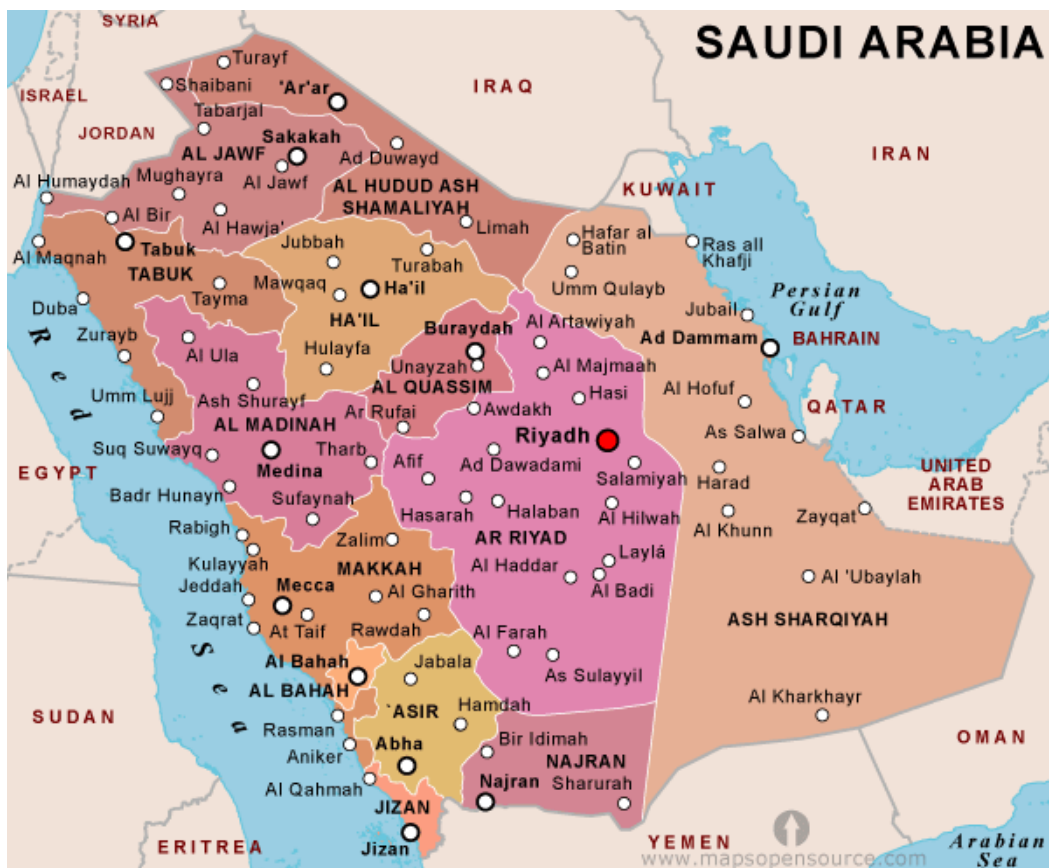 SYRIA
SAUDI ARABIA
Turayf
Shaibani
'Ar'ar
IRAQ
ISRAEL
Tabarjal
JORDAN
Sakakah
AL JAWF
Ad Duwayd
IRAN
Al Humaydah
Mughayra
Al Jawf
AL HUDUD ASH
SHAMALIYAH
KUWAIT
Al Bir
Al Hawja'
Limah
Hafar al
Batin
Ras all
Khafji
Al Maqnah
Tabuk
TABUK
Jubbah
Turabah
Tayma
Mawqaq
Ha'il
Umm Qulayb
Duba
HA'IL
Persian
Gulf
Jubail
Zurayb
Buraydah
Al Artawiyah
Ad Dammam
BAHRAIN
Al Ula
Hulayfa
Unayzah
AL QUASSIM
Al Majmaah
Umm Lujj
Ash Shurayf
Ar Rufai
Awdakh
Hasi
Al Hofuf
QATAR
AL MADINAH
Riyadh
As Salwa
Suq Suwayq
Medina
Tharb
Afif
Ad Dawadami
Salamiyah
Harad
UNITED
ARAB
EMIRATES
EGYPT
Badr Hunayn
Sufaynah
Hasarah
Halaban
Al Hilwah
Al Khunn
Zayqat
Rabigh
Zalim
AR RIYAD
Kulayyah
MAKKAH
Laylá
Al Haddar
Jeddah
Mecca
Al Gharith
Al Badi
Al 'Ubaylah
Zaqrat
At Taif
Rawdah
ASH SHARQIYAH
Red Sea
Al Farah
Al Bahah
Jabala
As Sulayyil
AL BAHAH
Al Kharkhayr
SUDAN
`ASIR
Hamdah
Rasman
OMAN
Aniker
Abha
Bir Idimah
NAJRAN
Al Qahmah
Najran
Sharurah
JIZAN
ERITREA
Jizan
YEMEN
Arabian
Sea
www.mapsopensource.com